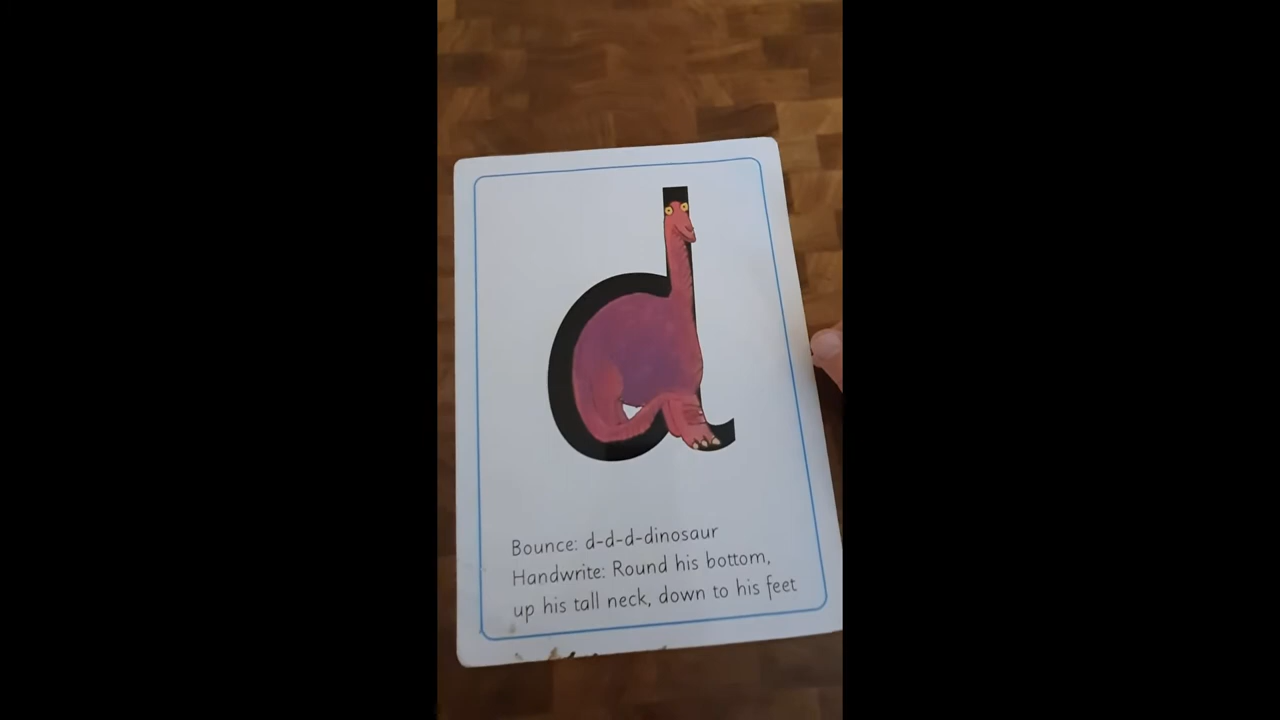 d
Bounce: d-d-d-dinosaur
Handwrite: Round his bottom,
up his tall neck, down to his feet